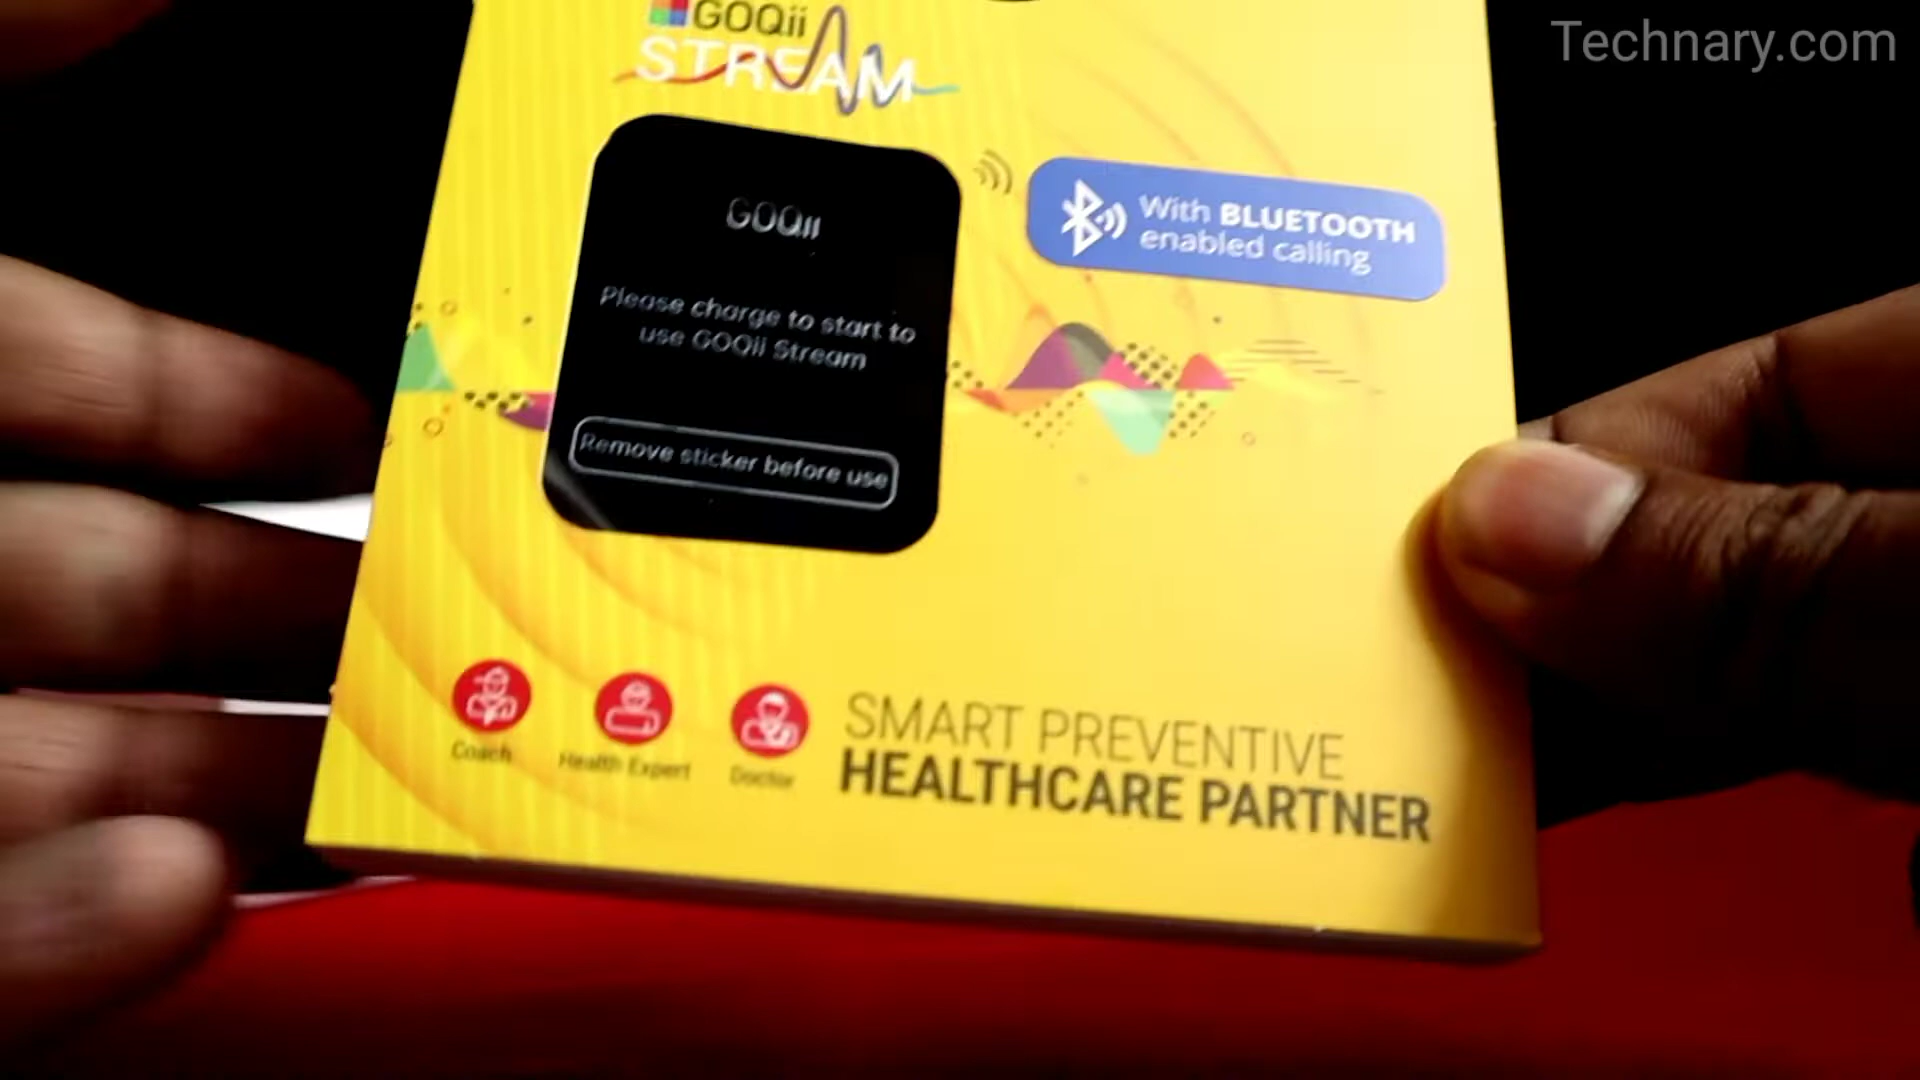 Technary.com
GOQii
STREAM
GOQii
With BLUETOOTH
enabled calling
Please charge to start to
use GOQii Stream
Remove sticker before use
Coach
Health Expert
Doctor
SMART PREVENTIVE
HEALTHCARE PARTNER